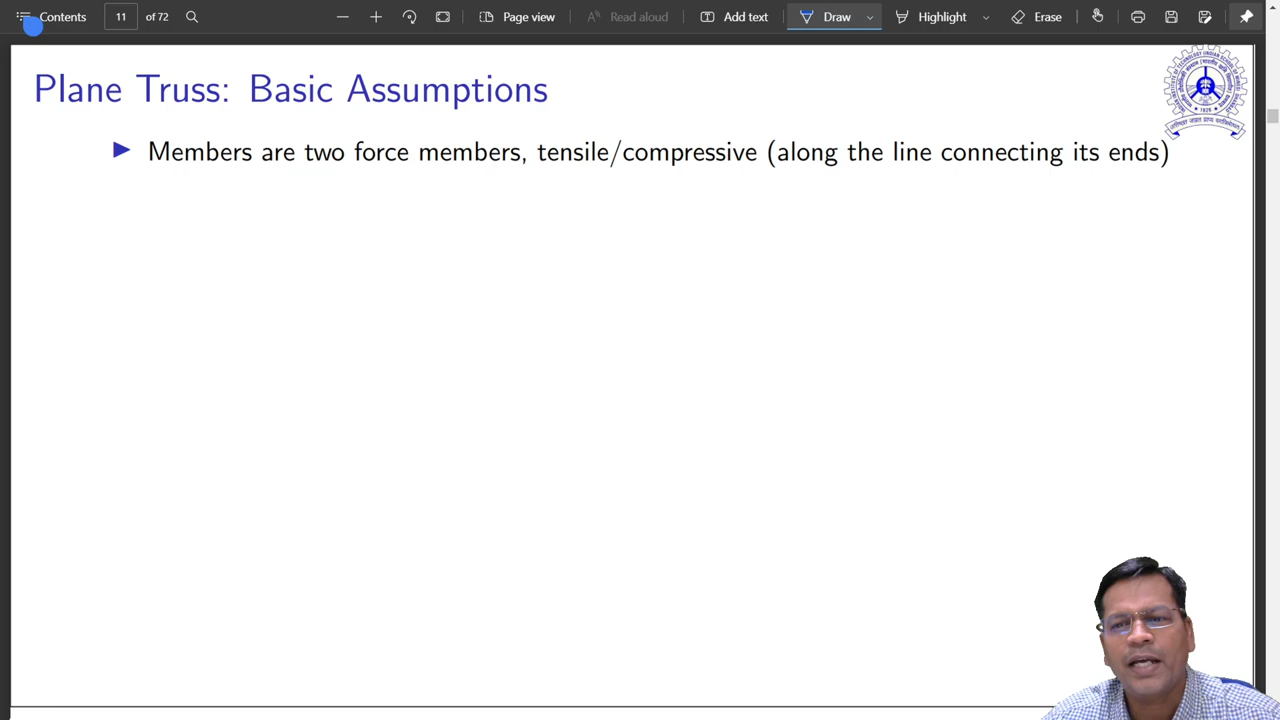 Contents
11
of 72
Page view
Read aloud
Add text
Draw
Highlight
Erase
Plane Truss: Basic Assumptions
Members are two force members, tensile/compressive (along the line connecting its ends)